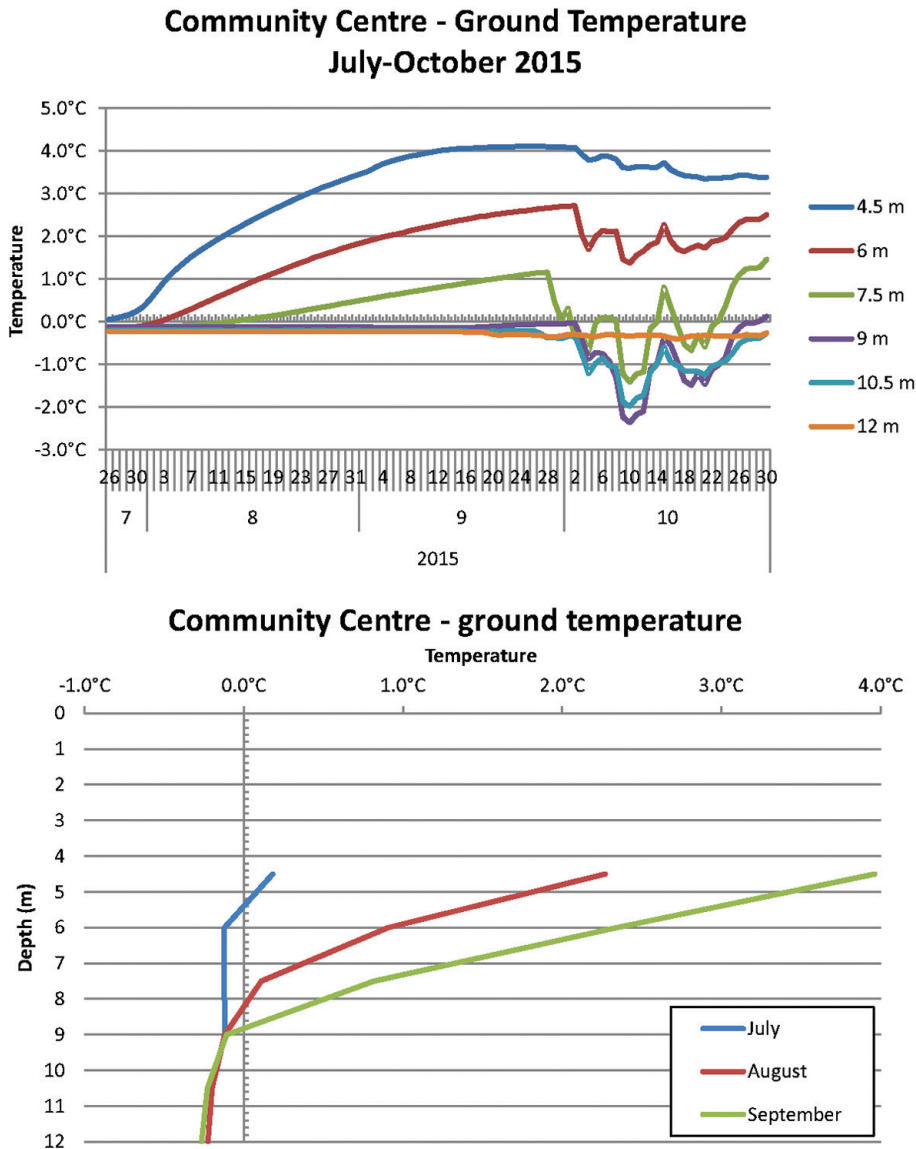 Community Centre - Ground Temperature
July-October 2015
Temperature
5.0°C
4.0°C
3.0°C
2.0°C
1.0°C
0.0°C
-1.0°C
-2.0°C
-3.0°C
4.5 m
6 m
7.5 m
9 m
10.5 m
12 m
26 30 3 7 11 15 19 23 27 31 4 8 12 16 20 24 28 2 6 10 14 18 22 26 30
7 8 9 10
2015
Community Centre - ground temperature
Temperature
-1.0°C 0.0°C 1.0°C 2.0°C 3.0°C 4.0°C
Depth (m)
0
1
2
3
4
5
6
7
8
9
10
11
12
July
August
September